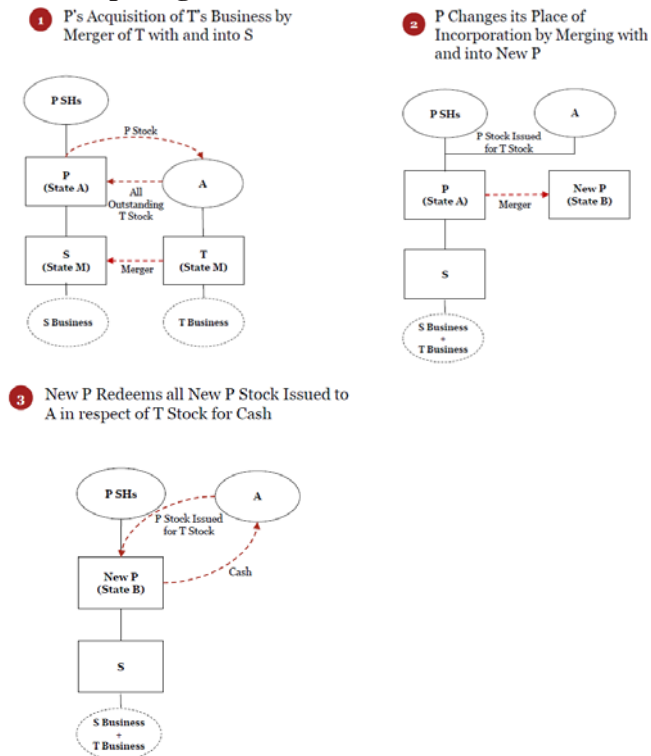 1
P's Acquisition of T's Business by
Merger of T with and into S
P SHs
P Stock
P
(State A)
A
All
Outstanding
T Stock
S
(State M)
Merger
T
(State M)
S Business
T Business
2
P Changes its Place of
Incorporation by Merging with
and into New P
P SHs
A
P Stock Issued
for T Stock
P
(State A)
Merger
New P
(State B)
S
S Business
+
T Business
3
New P Redeems all New P Stock Issued to
A in respect of T Stock for Cash
P SHs
A
P Stock Issued
for T Stock
New P
(State B)
Cash
S
S Business
+
T Business